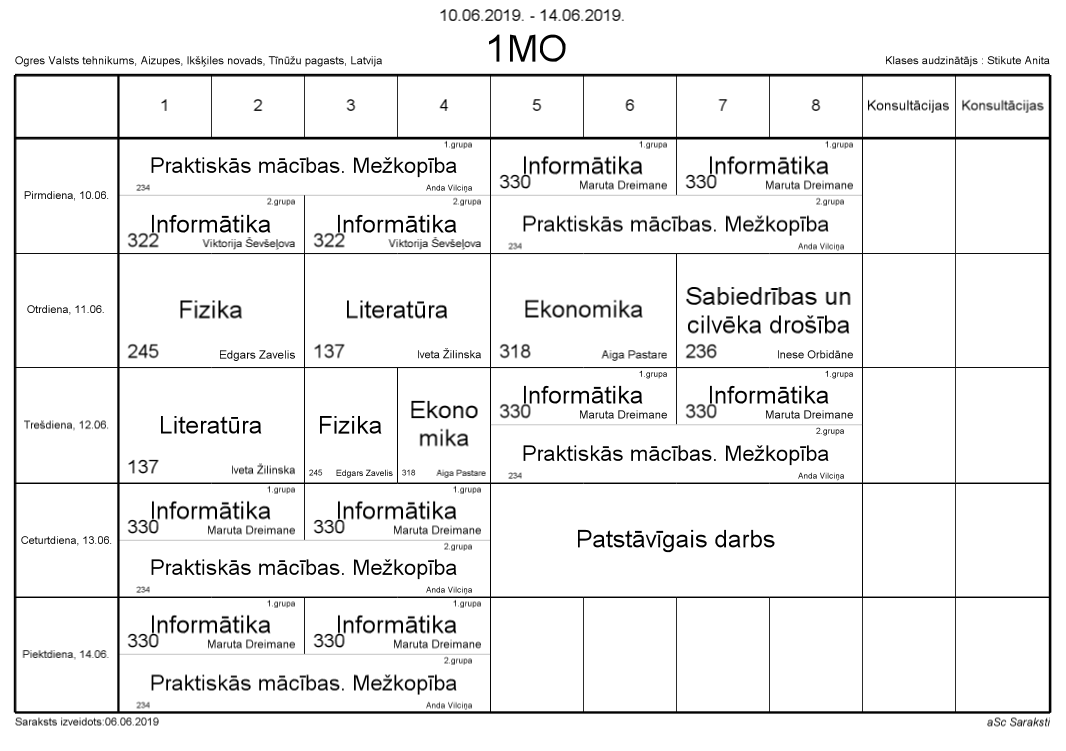 10.06.2019. - 14.06.2019.
1MO
Ogres Valsts tehnikums, Aizupes, Ikšķiles novads, Tīnūžu pagasts, Latvija
Klases audzinātājs : Stikute Anita
1 2 3 4 5 6 7 8 Konsultācijas Konsultācijas
Pirmdiena, 10.06.
1.grupa
Praktiskās mācības. Mežkopība
234 Anda Vilciņa
1.grupa
Informātika
330 Maruta Dreimane
1.grupa
Informātika
330 Maruta Dreimane
2.grupa
Informātika
322 Viktorija Ševšeļova
2.grupa
Informātika
322 Viktorija Ševšeļova
2.grupa
Praktiskās mācības. Mežkopība
234 Anda Vilciņa
Otrdiena, 11.06.
Fizika
245 Edgars Zavelis
Literatūra
137 Iveta Žilinska
Ekonomika
318 Aiga Pastare
Sabiedrības un
cilvēka drošība
236 Inese Orbidāne
Trešdiena, 12.06.
Literatūra
137 Iveta Žilinska
Fizika
245 Edgars Zavelis
Ekono
mika
318 Aiga Pastare
1.grupa
Informātika
330 Maruta Dreimane
1.grupa
Informātika
330 Maruta Dreimane
2.grupa
Praktiskās mācības. Mežkopība
234 Anda Vilciņa
Ceturtdiena, 13.06.
1.grupa
Informātika
330 Maruta Dreimane
1.grupa
Informātika
330 Maruta Dreimane
2.grupa
Praktiskās mācības. Mežkopība
234 Anda Vilciņa
Patstāvīgais darbs
Piektdiena, 14.06.
1.grupa
Informātika
330 Maruta Dreimane
1.grupa
Informātika
330 Maruta Dreimane
2.grupa
Praktiskās mācības. Mežkopība
234 Anda Vilciņa
Saraksts izveidots:06.06.2019
aSc Saraksti